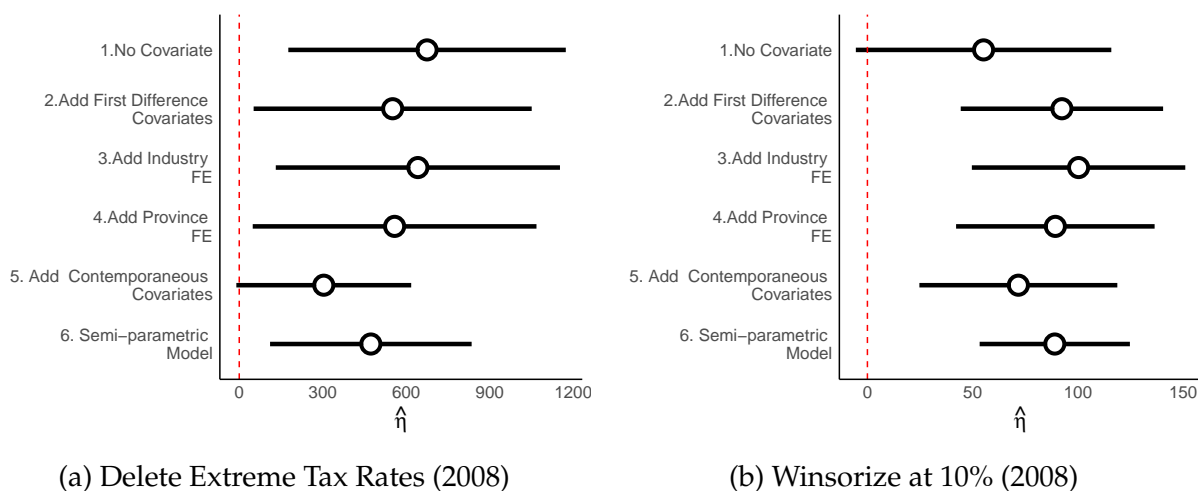 1.No Covariate
2.Add First Difference
Covariates
3.Add Industry
FE
4.Add Province
FE
5. Add  Contemporaneous
Covariates
6. Semi−parametric
Model
0 300 600 900 1200
η̂
(a) Delete Extreme Tax Rates (2008)
1.No Covariate
2.Add First Difference
Covariates
3.Add Industry
FE
4.Add Province
FE
5. Add  Contemporaneous
Covariates
6. Semi−parametric
Model
0 50 100 150
η̂
(b) Winsorize at 10% (2008)